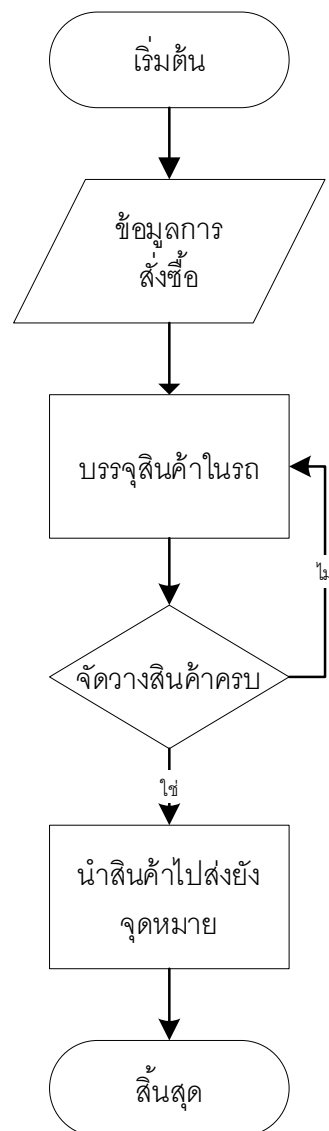 เริ่มต้น
ข้อมูลการ
สั่งซื้อ
บรรจุสินค้าในรถ
จัดวางสินค้าครบ
ใช่
นำสินค้าไปส่งยัง
จุดหมาย
สิ้นสุด